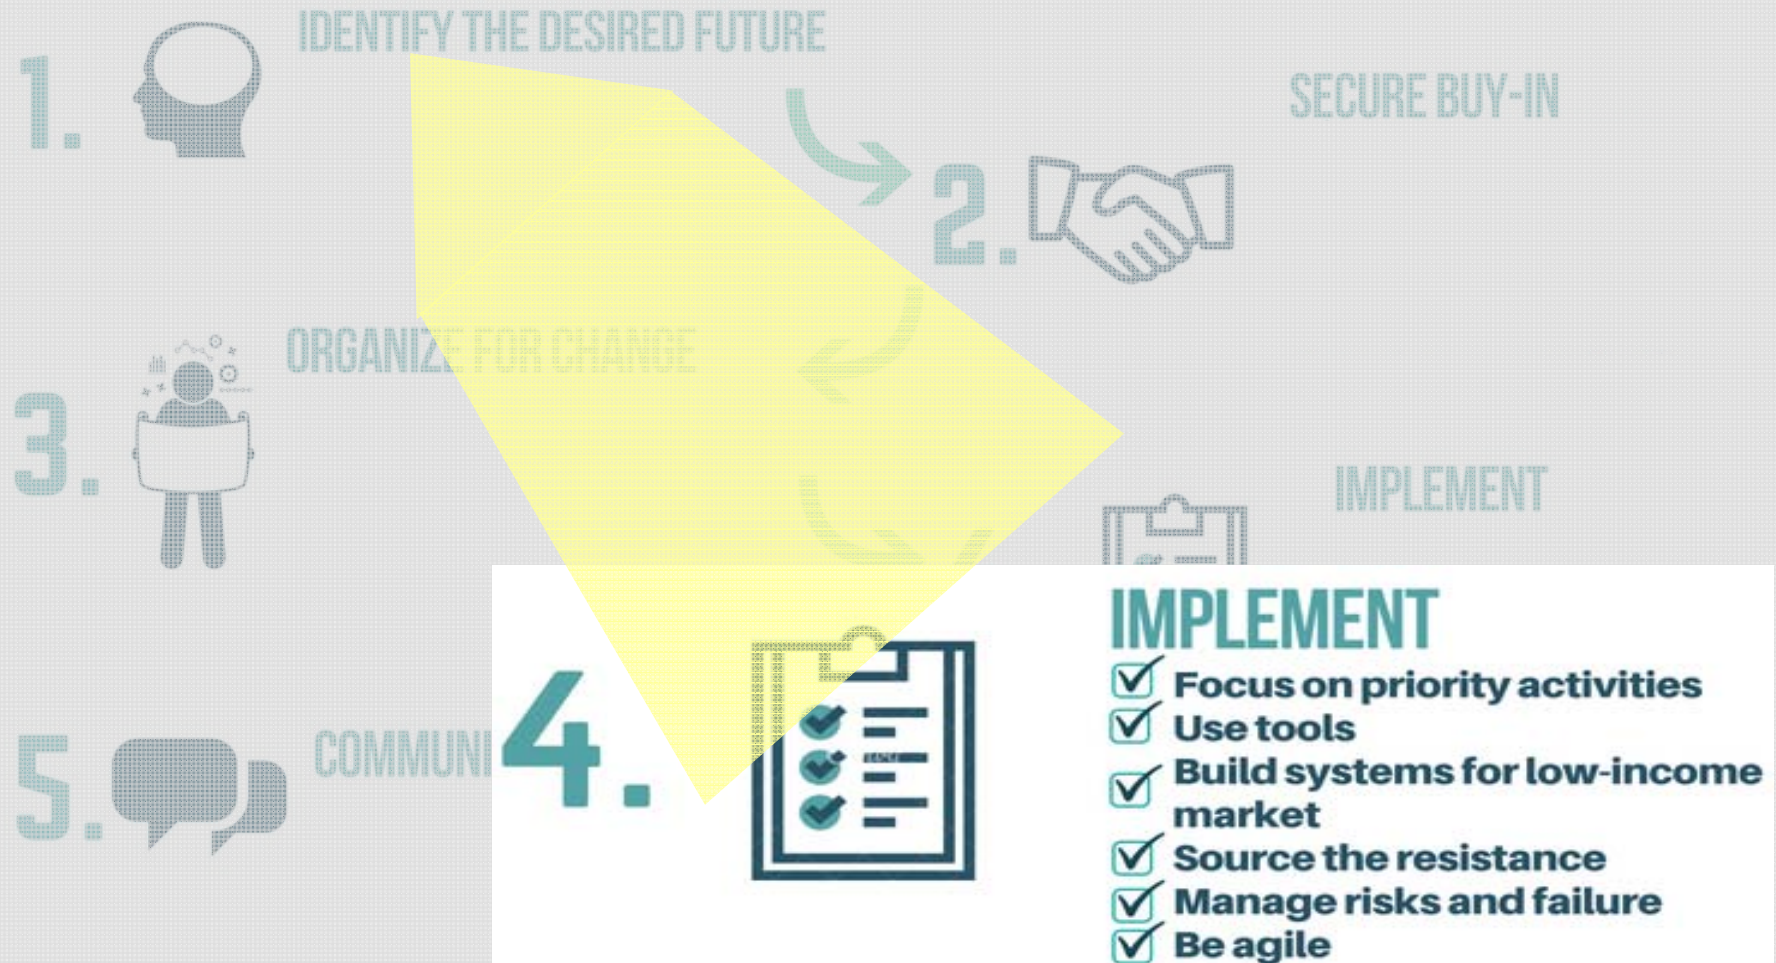 1.
IDENTIFY THE DESIRED FUTURE
SECURE BUY-IN
2.
ORGANIZE FOR CHANGE
3.
IMPLEMENT
5.
COMMUNI
4.
IMPLEMENT
Focus on priority activities
Use tools
Build systems for low-income
market
Source the resistance
Manage risks and failure
Be agile